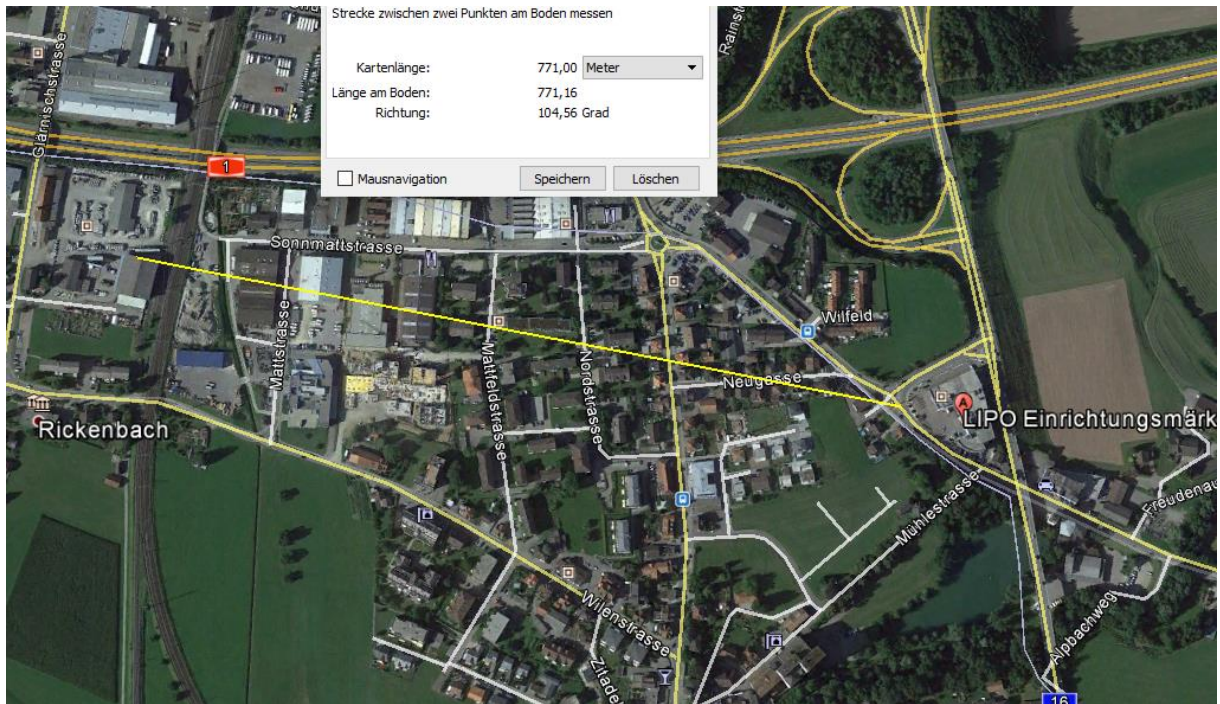 Strecke zwischen zwei Punkten am Boden messen
Kartenlänge: 771,00 Meter
Länge am Boden: 771,16
Richtung: 104,56 Grad
Mausnavigation Speichern Löschen
Glärnischstrasse
1
Sonnmattstrasse
Mattstrasse
Mattfeldstrasse
Nordstrasse
Neugasse
Wilfeld
A
LIPO Einrichtungsmärk
Rickenbach
Mühlestrasse
Freudenau
Wilenstrasse
Alpbachweg
16